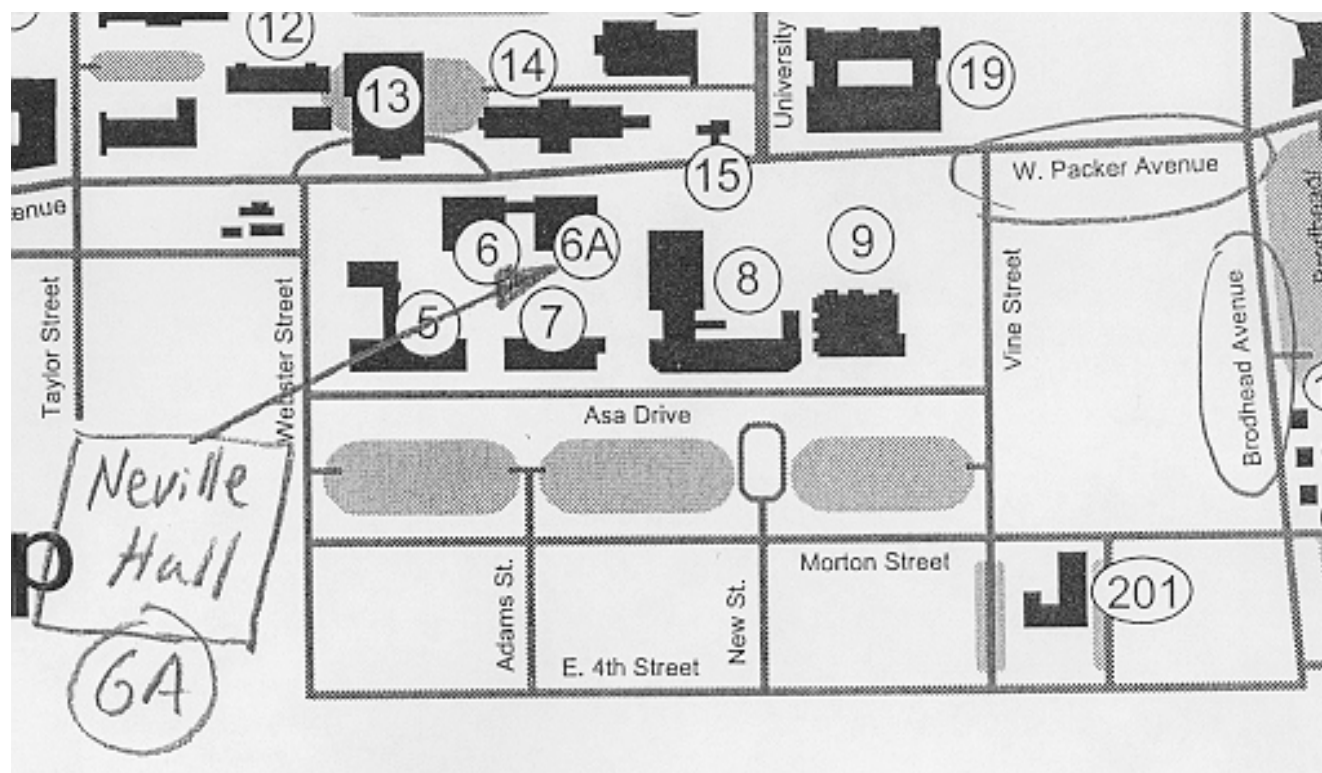 12
14
13
19
University
15
W. Packer Avenue
enue
6
6A
9
8
5
7
Taylor Street
Webster Street
Vine Street
Brodhead Avenue
Asa Drive
Neville
Hall
6A
p
Morton Street
201
Adams St.
New St.
E. 4th Street